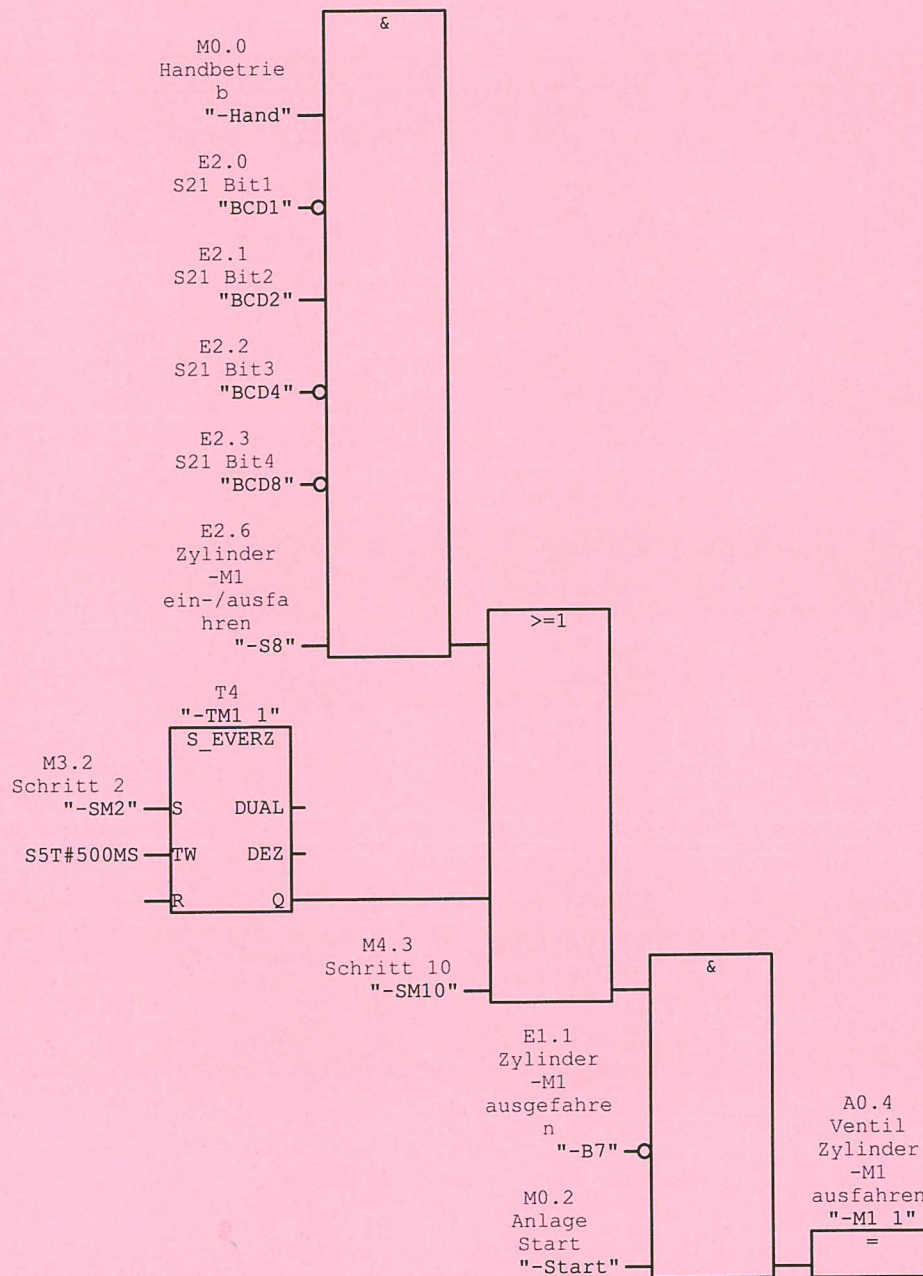 &
M0.0
Handbetrie
b
"-Hand"
E2.0
S21 Bit1
"BCD1"
E2.1
S21 Bit2
"BCD2"
E2.2
S21 Bit3
"BCD4"
E2.3
S21 Bit4
"BCD8"
E2.6
Zylinder
-M1
ein-/ausfa
hren
"-S8"
>=1
T4
"-TM1 1"
S_EVERZ
M3.2
Schritt 2
"-SM2"
S DUAL
S5T#500MS
TW DEZ
R Q
M4.3
Schritt 10
"-SM10"
&
E1.1
Zylinder
-M1
ausgefahre
n
"-B7"
M0.2
Anlage
Start
"-Start"
A0.4
Ventil
Zylinder
-M1
ausfahren
"-M1 1"
=